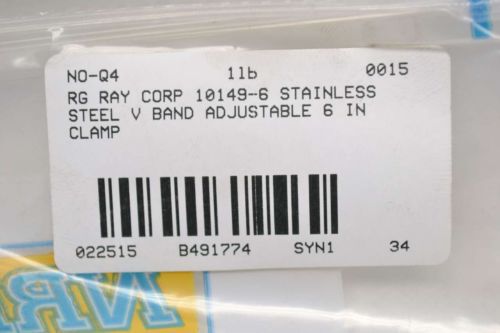 NO-Q4 1lb 0015
RG RAY CORP 10149-6 STAINLESS
STEEL V BAND ADJUSTABLE 6 IN
CLAMP
022515 B491774 SYN1 34